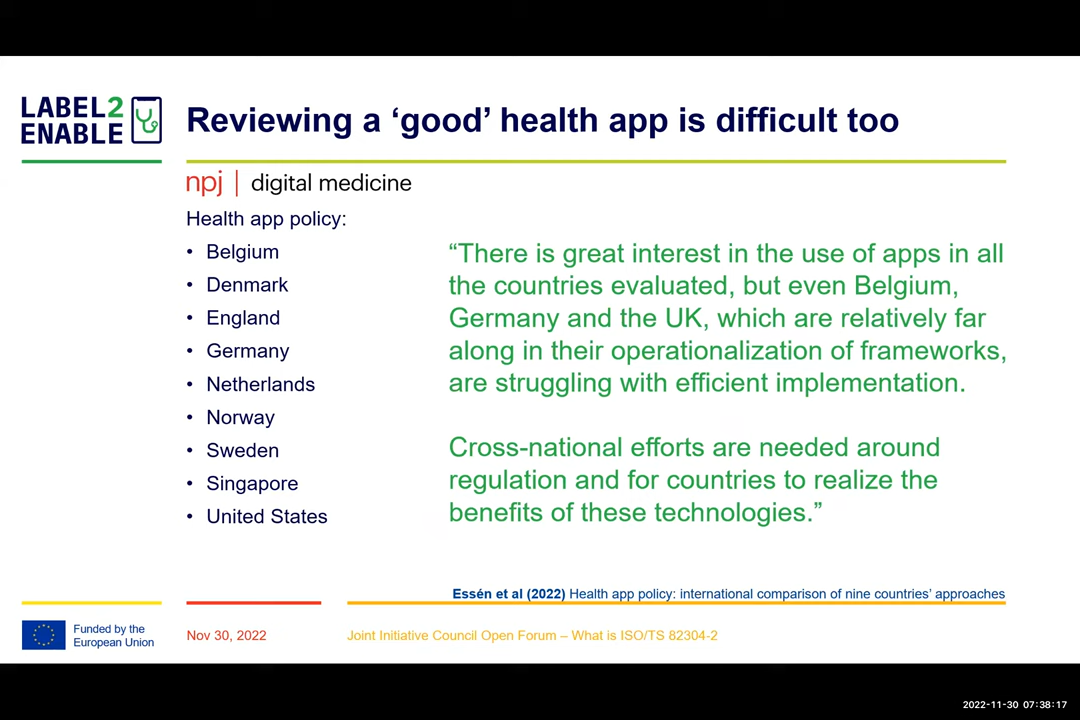 LABEL2
ENABLE
Reviewing a ‘good’ health app is difficult too
npj | digital medicine
Health app policy:
• Belgium
• Denmark
• England
• Germany
• Netherlands
• Norway
• Sweden
• Singapore
• United States
“There is great interest in the use of apps in all
the countries evaluated, but even Belgium,
Germany and the UK, which are relatively far
along in their operationalization of frameworks,
are struggling with efficient implementation.
Cross-national efforts are needed around
regulation and for countries to realize the
benefits of these technologies.”
Essén et al (2022) Health app policy: international comparison of nine countries’ approaches
Funded by the
European Union
Nov 30, 2022
Joint Initiative Council Open Forum – What is ISO/TS 82304-2
2022-11-30 07:38:17